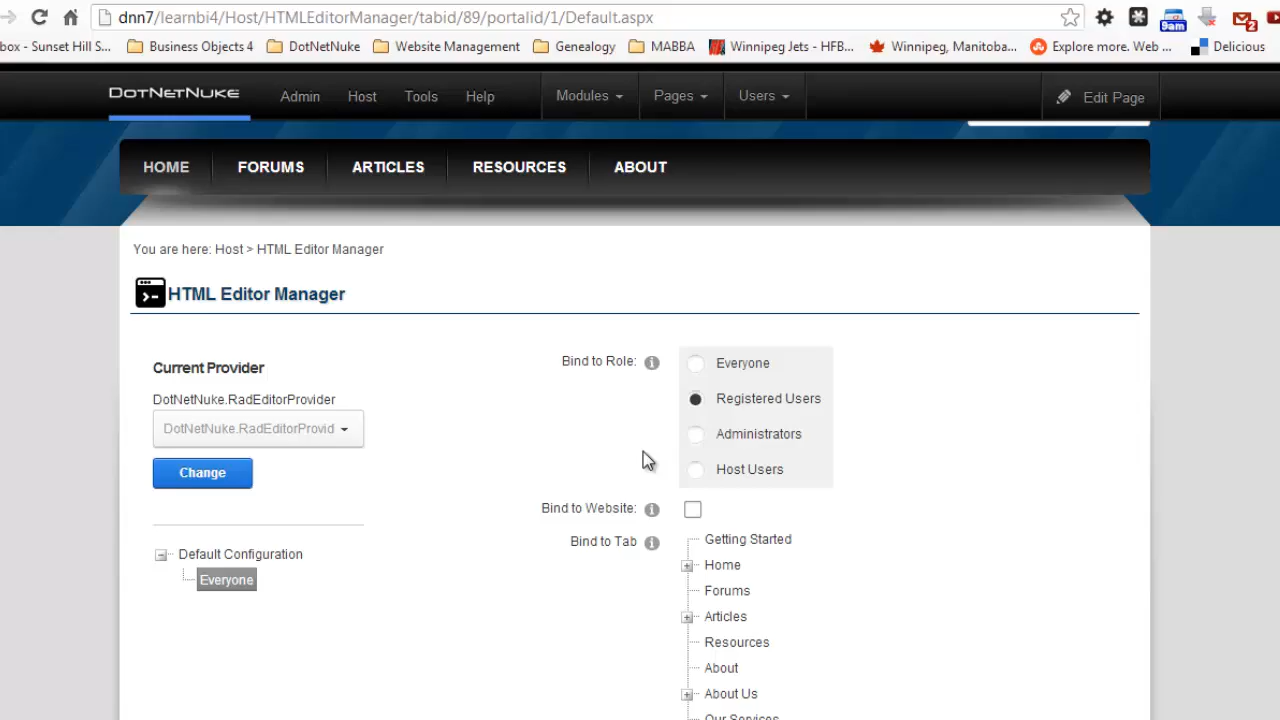 dnn7/learnbi4/Host/HTMLEditorManager/tabid/89/portalid/1/Default.aspx
9am
2
box - Sunset Hill S... Business Objects 4 DotNetNuke Website Management Genealogy MABBA Winnipeg Jets - HFB... Winnipeg, Manitoba... Explore more. Web ... Delicious
DOTNETNUKE Admin Host Tools Help Modules Pages Users Edit Page
HOME FORUMS ARTICLES RESOURCES ABOUT
You are here: Host > HTML Editor Manager
HTML Editor Manager
Current Provider
DotNetNuke.RadEditorProvider
DotNetNuke.RadEditorProvid
Change
Default Configuration
Everyone
Bind to Role:
Everyone
Registered Users
Administrators
Host Users
Bind to Website:
Bind to Tab
Getting Started
Home
Forums
Articles
Resources
About
About Us
Our Services